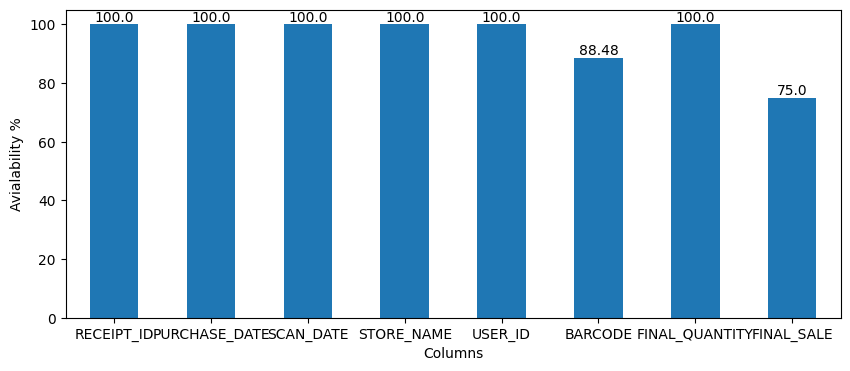 100.0 100.0 100.0 100.0 100.0 88.48 100.0 75.0
100
80
60
40
20
0
Avialability %
RECEIPT_ID PURCHASE_DATE SCAN_DATE STORE_NAME USER_ID BARCODE FINAL_QUANTITY FINAL_SALE
Columns